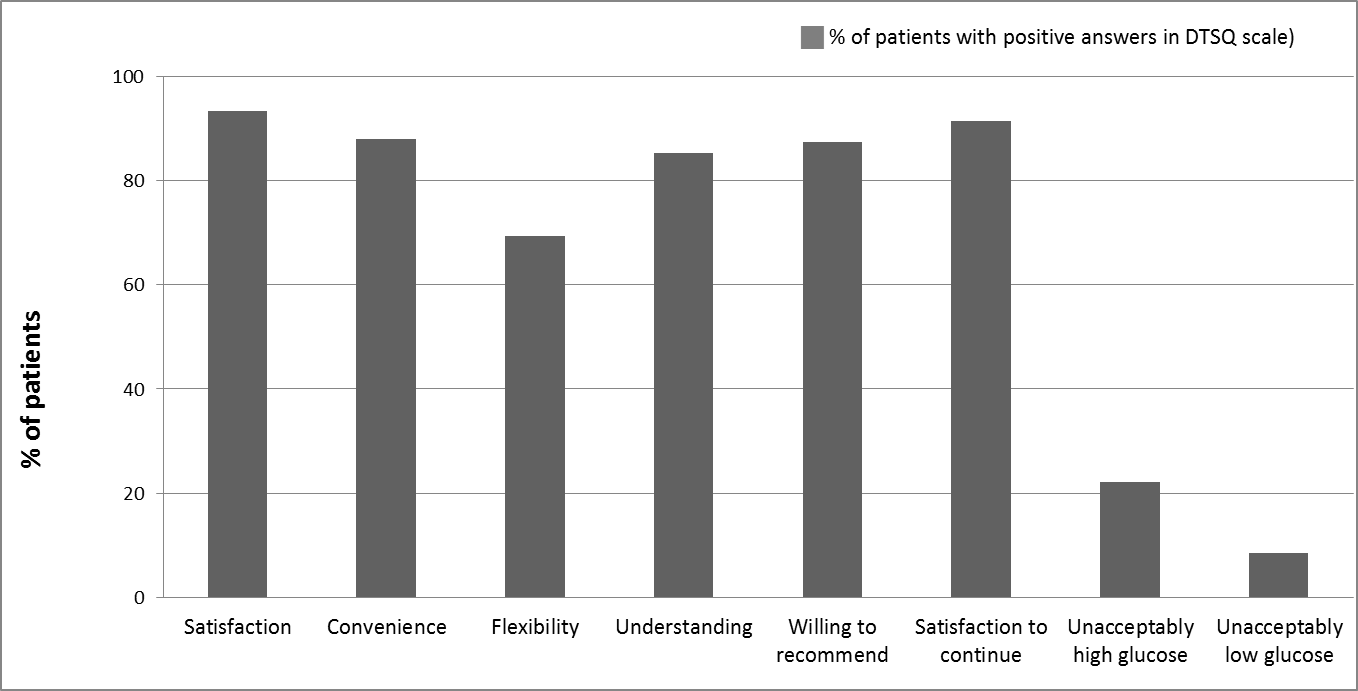 % of patients with positive answers in DTSQ scale)
100
80
60
40
20
0
% of patients
Satisfaction
Convenience
Flexibility
Understanding
Willing to
recommend
Satisfaction to
continue
Unacceptably
high glucose
Unacceptably
low glucose